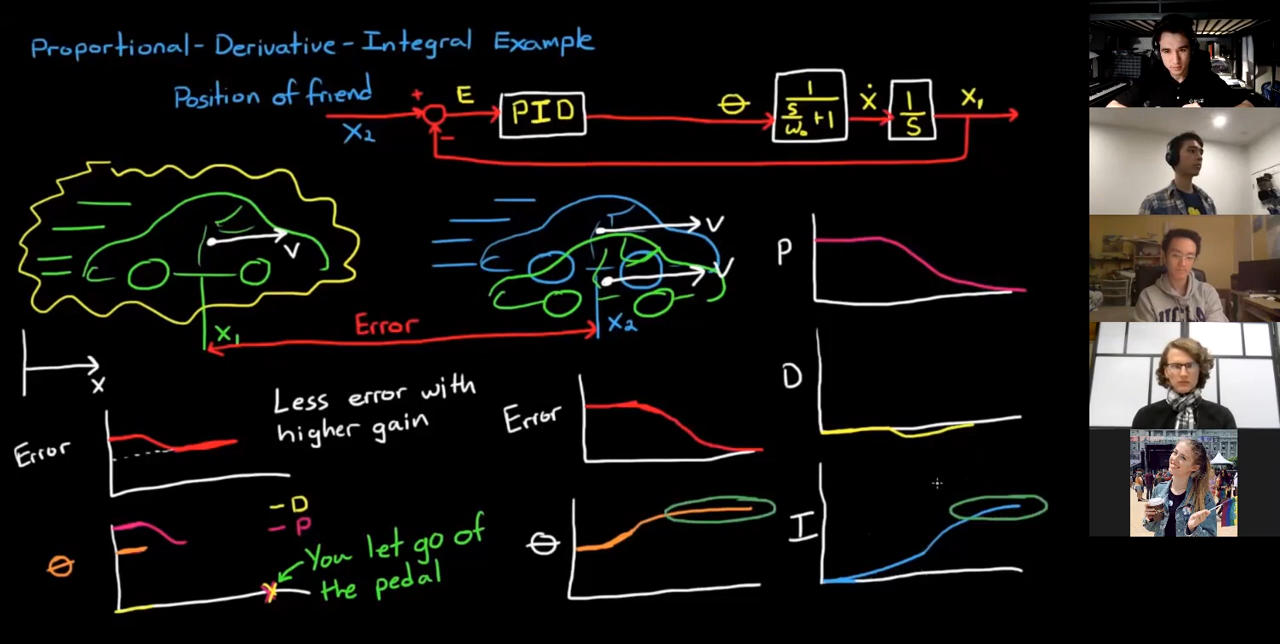 Proportional-Derivative-Integral Example
Position of friend
X₂
+
-
E
PID
Θ
1
s/ω₀ + 1
Ẋ
1/S
X₁
V
V
V
X₁
Error
X₂
X
P
D
I
Less error with
higher gain
Error
Error
- D
- P
You let go of
the pedal
Θ
Θ
UCLA